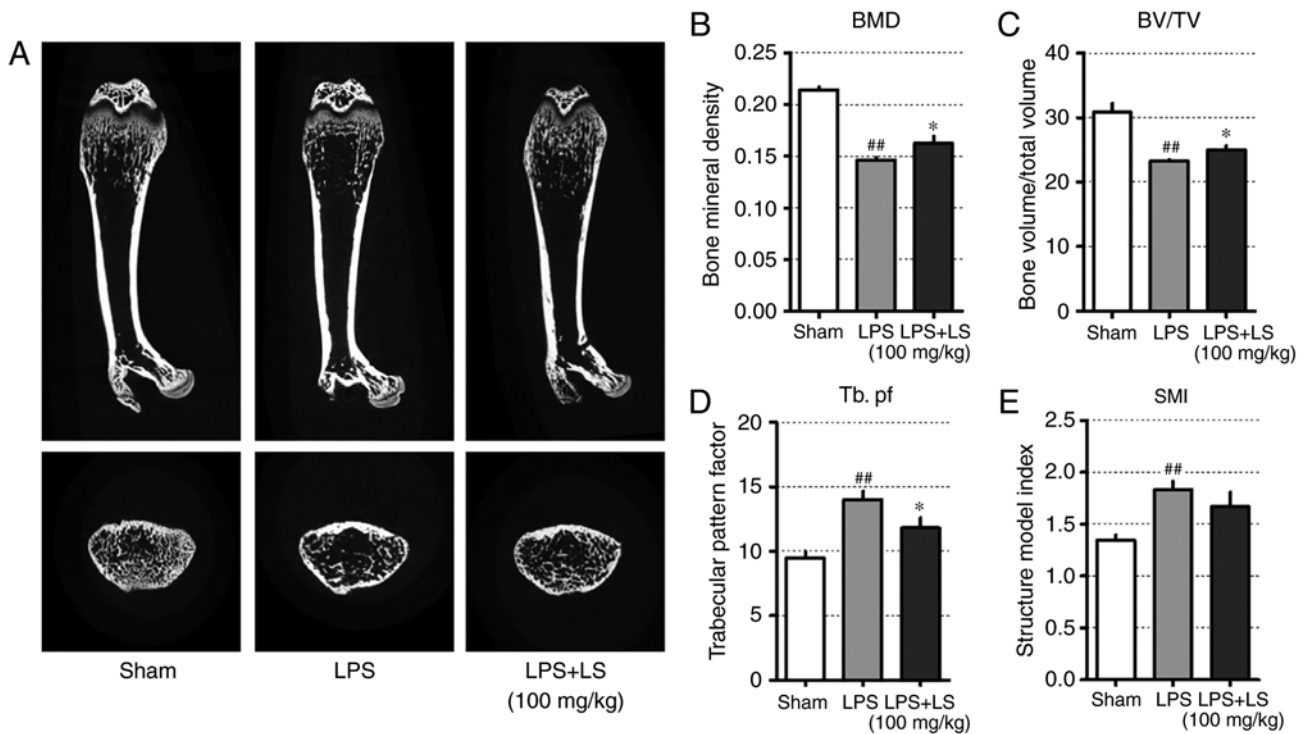 A
Sham
LPS
LPS+LS
(100 mg/kg)
B
BMD
Bone mineral density
0.25
0.20
0.15
0.10
0.05
0.00
##
*
Sham
LPS
LPS+LS
(100 mg/kg)
C
BV/TV
Bone volume/total volume
40
30
20
10
0
##
*
Sham
LPS
LPS+LS
(100 mg/kg)
D
Tb. pf
Trabecular pattern factor
20
15
10
5
0
##
*
Sham
LPS
LPS+LS
(100 mg/kg)
E
SMI
Structure model index
2.5
2.0
1.5
1.0
0.5
0.0
##
Sham
LPS
LPS+LS
(100 mg/kg)